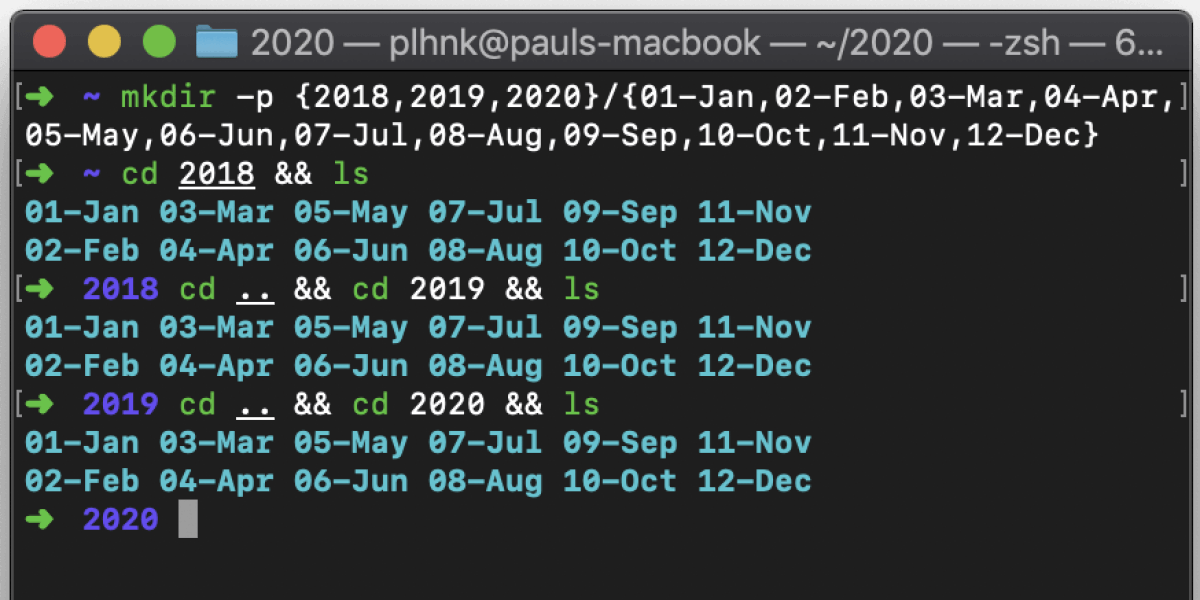 2020 — plhnk@pauls-macbook — ~/2020 — -zsh — 6...
[➜ ~ mkdir -p {2018,2019,2020}/{01-Jan,02-Feb,03-Mar,04-Apr,]
05-May,06-Jun,07-Jul,08-Aug,09-Sep,10-Oct,11-Nov,12-Dec}
[➜ ~ cd 2018 && ls ]
01-Jan 03-Mar 05-May 07-Jul 09-Sep 11-Nov
02-Feb 04-Apr 06-Jun 08-Aug 10-Oct 12-Dec
[➜ 2018 cd .. && cd 2019 && ls ]
01-Jan 03-Mar 05-May 07-Jul 09-Sep 11-Nov
02-Feb 04-Apr 06-Jun 08-Aug 10-Oct 12-Dec
[➜ 2019 cd .. && cd 2020 && ls ]
01-Jan 03-Mar 05-May 07-Jul 09-Sep 11-Nov
02-Feb 04-Apr 06-Jun 08-Aug 10-Oct 12-Dec
➜ 2020